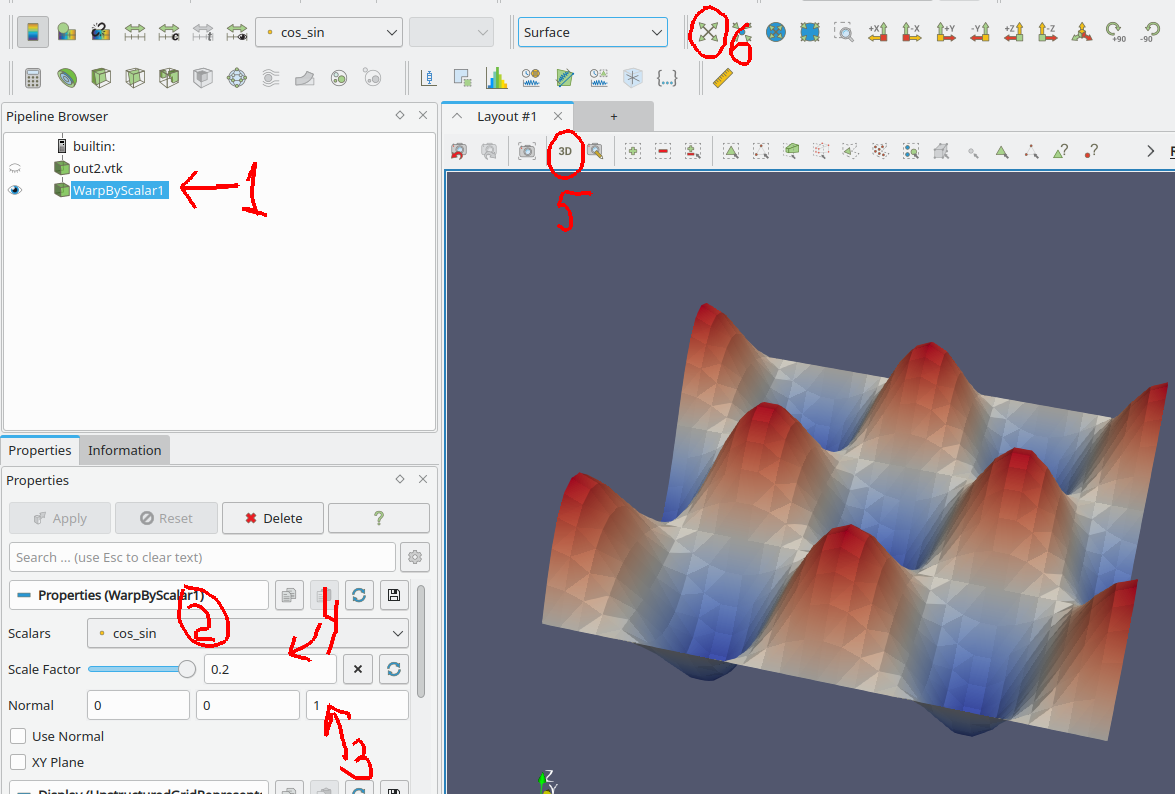 cos_sin
Surface
6
+X
-X
+Y
-Y
+Z
-Z
+90
-90
{...}
Pipeline Browser
builtin:
out2.vtk
WarpByScalar1
1
Layout #1
+
3D
5
Properties
Information
Properties
Apply
Reset
Delete
?
Search ... (use Esc to clear text)
Properties (WarpByScalar1)
2
4
Scalars
cos_sin
Scale Factor
0.2
Normal
0
0
1
3
Use Normal
XY Plane
Z
Y